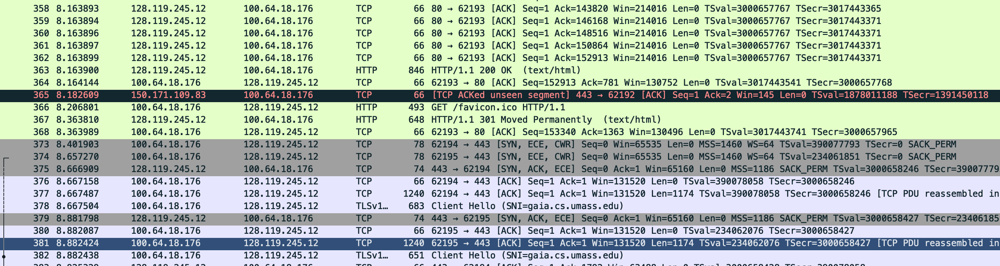 358 8.163893 128.119.245.12 100.64.18.176 TCP 66 80 → 62193 [ACK] Seq=1 Ack=143820 Win=214016 Len=0 TSval=3000657767 TSecr=3017443365
359 8.163894 128.119.245.12 100.64.18.176 TCP 66 80 → 62193 [ACK] Seq=1 Ack=146168 Win=214016 Len=0 TSval=3000657767 TSecr=3017443371
360 8.163896 128.119.245.12 100.64.18.176 TCP 66 80 → 62193 [ACK] Seq=1 Ack=148516 Win=214016 Len=0 TSval=3000657767 TSecr=3017443371
361 8.163897 128.119.245.12 100.64.18.176 TCP 66 80 → 62193 [ACK] Seq=1 Ack=150864 Win=214016 Len=0 TSval=3000657767 TSecr=3017443371
362 8.163899 128.119.245.12 100.64.18.176 TCP 66 80 → 62193 [ACK] Seq=1 Ack=152913 Win=214016 Len=0 TSval=3000657767 TSecr=3017443371
363 8.163900 128.119.245.12 100.64.18.176 HTTP 846 HTTP/1.1 200 OK (text/html)
364 8.164144 100.64.18.176 128.119.245.12 TCP 66 62193 → 80 [ACK] Seq=152913 Ack=781 Win=130752 Len=0 TSval=3017443541 TSecr=3000657768
365 8.182609 150.171.109.83 100.64.18.176 TCP 66 [TCP ACKed unseen segment] 443 → 62192 [ACK] Seq=1 Ack=2 Win=145 Len=0 TSval=1878011188 TSecr=1391450118
366 8.206801 100.64.18.176 128.119.245.12 HTTP 493 GET /favicon.ico HTTP/1.1
367 8.363810 128.119.245.12 100.64.18.176 HTTP 648 HTTP/1.1 301 Moved Permanently (text/html)
368 8.363989 100.64.18.176 128.119.245.12 TCP 66 62193 → 80 [ACK] Seq=153340 Ack=1363 Win=130496 Len=0 TSval=3017443741 TSecr=3000657965
373 8.401903 100.64.18.176 128.119.245.12 TCP 78 62194 → 443 [SYN, ECE, CWR] Seq=0 Win=65535 Len=0 MSS=1460 WS=64 TSval=390077793 TSecr=0 SACK_PERM
374 8.657270 100.64.18.176 128.119.245.12 TCP 78 62195 → 443 [SYN, ECE, CWR] Seq=0 Win=65535 Len=0 MSS=1460 WS=64 TSval=234061851 TSecr=0 SACK_PERM
375 8.666909 128.119.245.12 100.64.18.176 TCP 74 443 → 62194 [SYN, ACK, ECE] Seq=0 Ack=1 Win=65160 Len=0 MSS=1186 SACK_PERM TSval=3000658246 TSecr=39007779
376 8.667158 100.64.18.176 128.119.245.12 TCP 66 62194 → 443 [ACK] Seq=1 Ack=1 Win=131520 Len=0 TSval=390078058 TSecr=3000658246
377 8.667487 100.64.18.176 128.119.245.12 TCP 1240 62194 → 443 [ACK] Seq=1 Ack=1 Win=131520 Len=1174 TSval=390078058 TSecr=3000658246 [TCP PDU reassembled in
378 8.667504 100.64.18.176 128.119.245.12 TLSv1… 683 Client Hello (SNI=gaia.cs.umass.edu)
379 8.881798 128.119.245.12 100.64.18.176 TCP 74 443 → 62195 [SYN, ACK, ECE] Seq=0 Ack=1 Win=65160 Len=0 MSS=1186 SACK_PERM TSval=3000658427 TSecr=23406185
380 8.882087 100.64.18.176 128.119.245.12 TCP 66 62195 → 443 [ACK] Seq=1 Ack=1 Win=131520 Len=0 TSval=234062076 TSecr=3000658427
381 8.882424 100.64.18.176 128.119.245.12 TCP 1240 62195 → 443 [ACK] Seq=1 Ack=1 Win=131520 Len=1174 TSval=234062076 TSecr=3000658427 [TCP PDU reassembled in
382 8.882438 100.64.18.176 128.119.245.12 TLSv1… 651 Client Hello (SNI=gaia.cs.umass.edu)